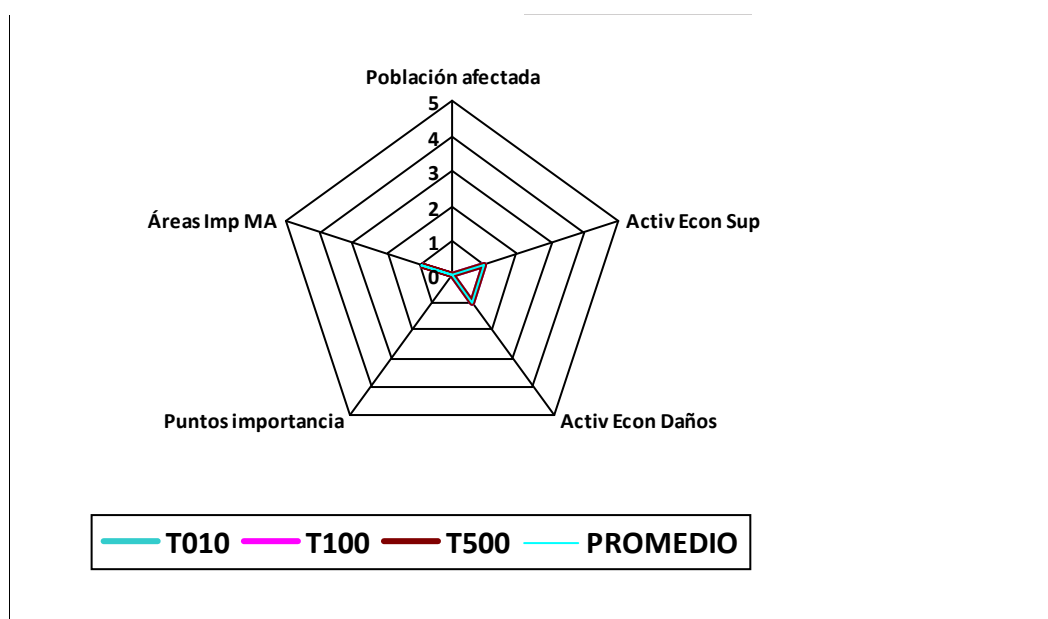 Población afectada
5
4
3
2
1
0
Áreas Imp MA
Activ Econ Sup
Puntos importancia
Activ Econ Daños
T010 T100 T500 PROMEDIO